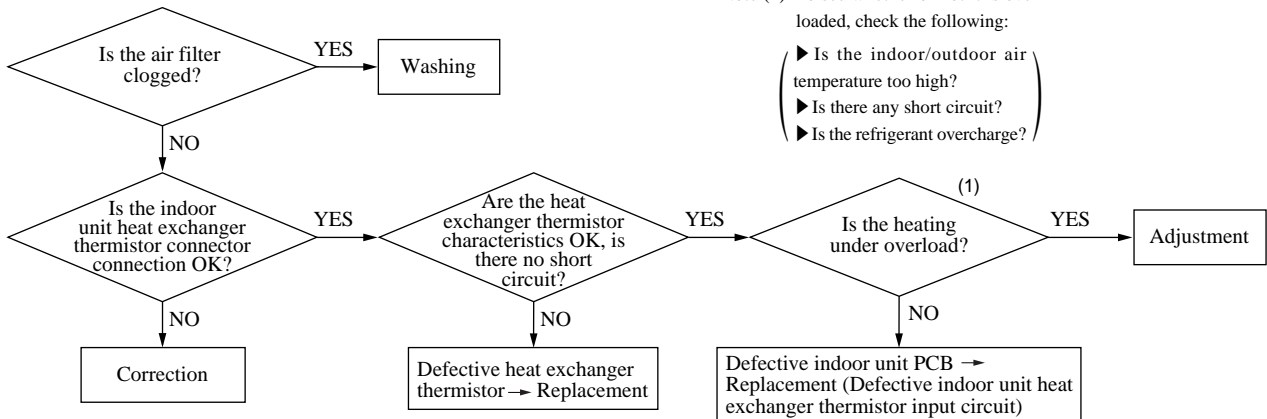 loaded, check the following:
▶ Is the indoor/outdoor air
temperature too high?
▶ Is there any short circuit?
▶ Is the refrigerant overcharge?
Is the air filter
clogged?
YES
Washing
NO
Is the indoor
unit heat exchanger
thermistor connector
connection OK?
YES
Are the heat
exchanger thermistor
characteristics OK, is
there no short
circuit?
YES
(1)
Is the heating
under overload?
YES
Adjustment
NO
Correction
NO
Defective heat exchanger
thermistor → Replacement
NO
Defective indoor unit PCB →
Replacement (Defective indoor unit heat
exchanger thermistor input circuit)